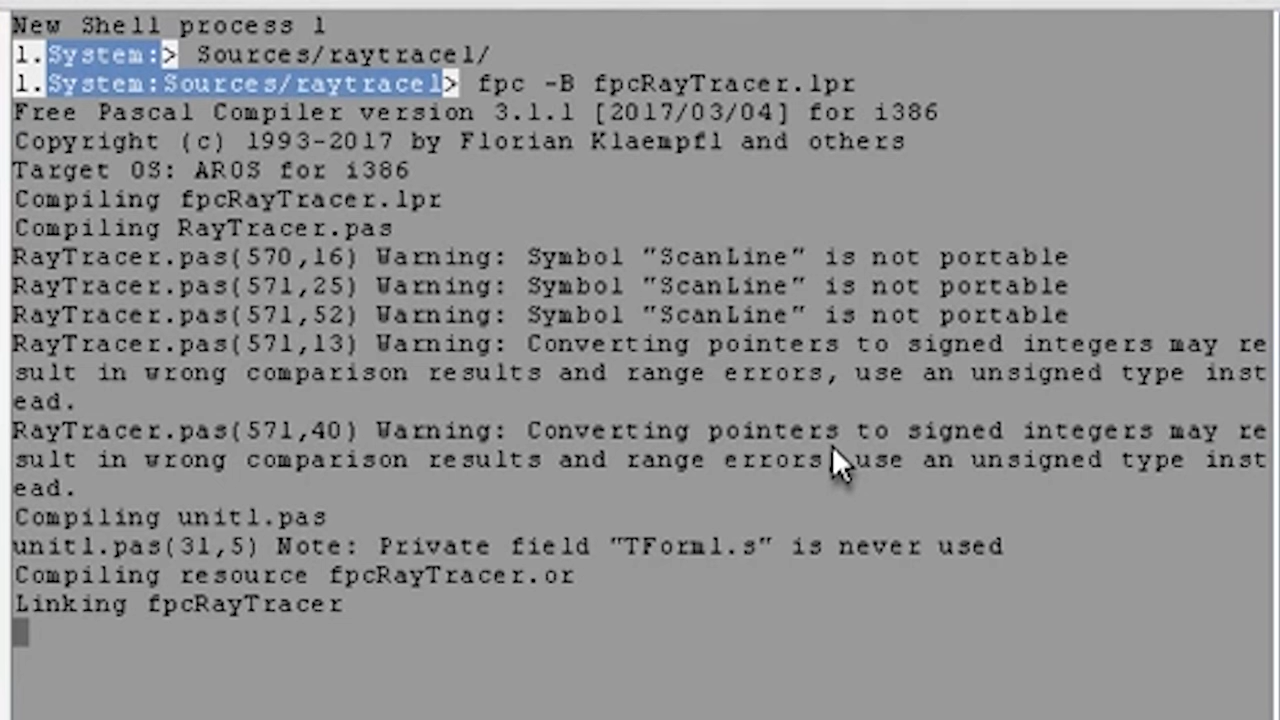 New Shell process 1
1.System:> Sources/raytrace1/
1.System:Sources/raytrace1> fpc -B fpcRayTracer.lpr
Free Pascal Compiler version 3.1.1 [2017/03/04] for i386
Copyright (c) 1993-2017 by Florian Klaempfl and others
Target OS: AROS for i386
Compiling fpcRayTracer.lpr
Compiling RayTracer.pas
RayTracer.pas(570,16) Warning: Symbol "ScanLine" is not portable
RayTracer.pas(571,25) Warning: Symbol "ScanLine" is not portable
RayTracer.pas(571,52) Warning: Symbol "ScanLine" is not portable
RayTracer.pas(571,13) Warning: Converting pointers to signed integers may re
sult in wrong comparison results and range errors, use an unsigned type inst
ead.
RayTracer.pas(571,40) Warning: Converting pointers to signed integers may re
sult in wrong comparison results and range errors, use an unsigned type inst
ead.
Compiling unit1.pas
unit1.pas(31,5) Note: Private field "TForm1.s" is never used
Compiling resource fpcRayTracer.or
Linking fpcRayTracer